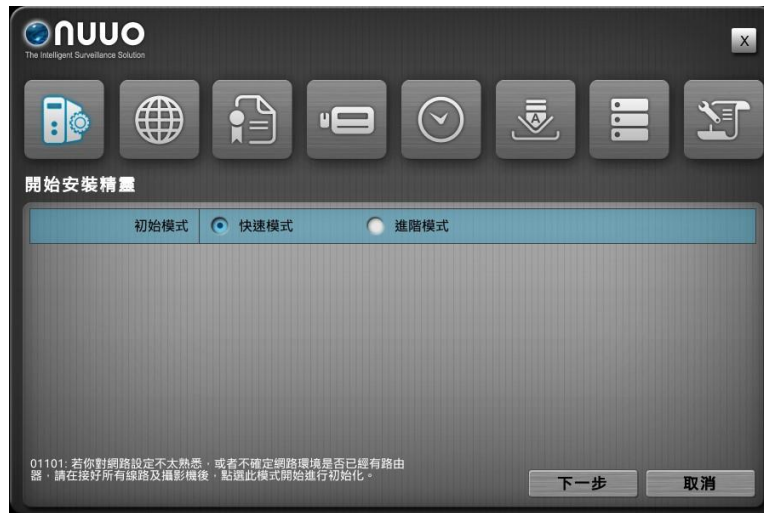 nuuo
The Intelligent Surveillance Solution
X
A
開始安裝精靈
初始模式 快速模式 進階模式
01101: 若你對網路設定不太熟悉，或者不確定網路環境是否已經有路由
器，請在接好所有線路及攝影機後，點選此模式開始進行初始化。
下一步 取消